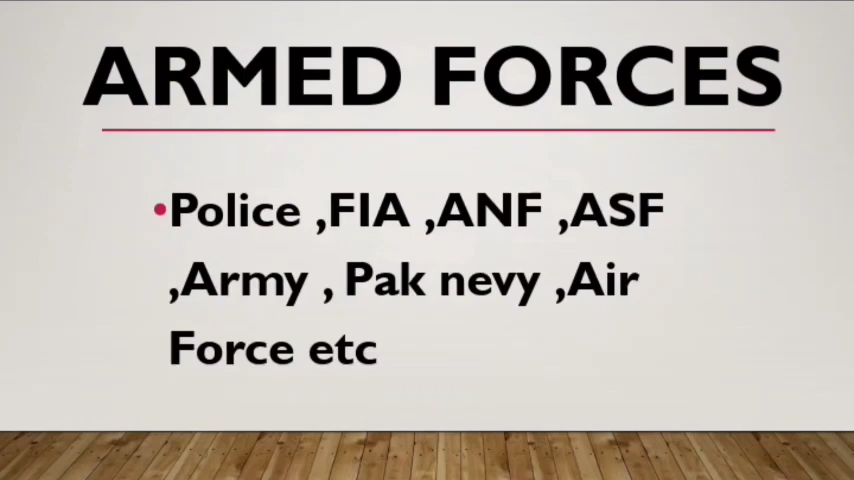 ARMED FORCES
•Police ,FIA ,ANF ,ASF
,Army , Pak nevy ,Air
Force etc